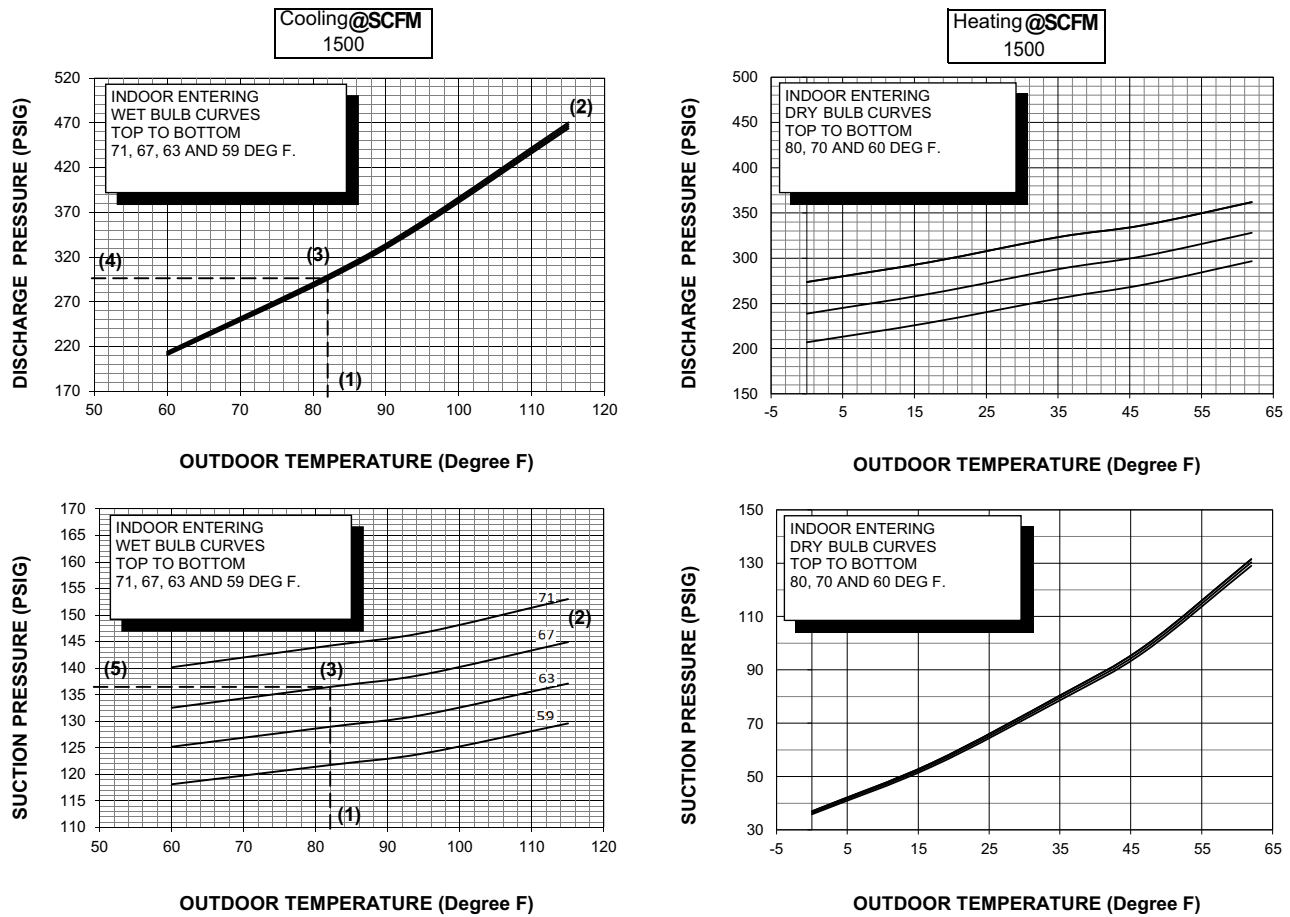 Cooling@SCFM
1500
520
470
420
370
320
270
220
170
DISCHARGE PRESSURE (PSIG)
INDOOR ENTERING
WET BULB CURVES
TOP TO BOTTOM
71, 67, 63 AND 59 DEG F.
(2)
(3)
(4)
(1)
50 60 70 80 90 100 110 120
OUTDOOR TEMPERATURE (Degree F)
Heating@SCFM
1500
500
450
400
350
300
250
200
150
DISCHARGE PRESSURE (PSIG)
INDOOR ENTERING
DRY BULB CURVES
TOP TO BOTTOM
80, 70 AND 60 DEG F.
-5 5 15 25 35 45 55 65
OUTDOOR TEMPERATURE (Degree F)
170
165
160
155
150
145
140
135
130
125
120
115
110
SUCTION PRESSURE (PSIG)
INDOOR ENTERING
WET BULB CURVES
TOP TO BOTTOM
71, 67, 63 AND 59 DEG F.
71
(2)
67
(5)
(3)
63
59
(1)
50 60 70 80 90 100 110 120
OUTDOOR TEMPERATURE (Degree F)
150
130
110
90
70
50
30
SUCTION PRESSURE (PSIG)
INDOOR ENTERING
DRY BULB CURVES
TOP TO BOTTOM
80, 70 AND 60 DEG F.
-5 5 15 25 35 45 55 65
OUTDOOR TEMPERATURE (Degree F)